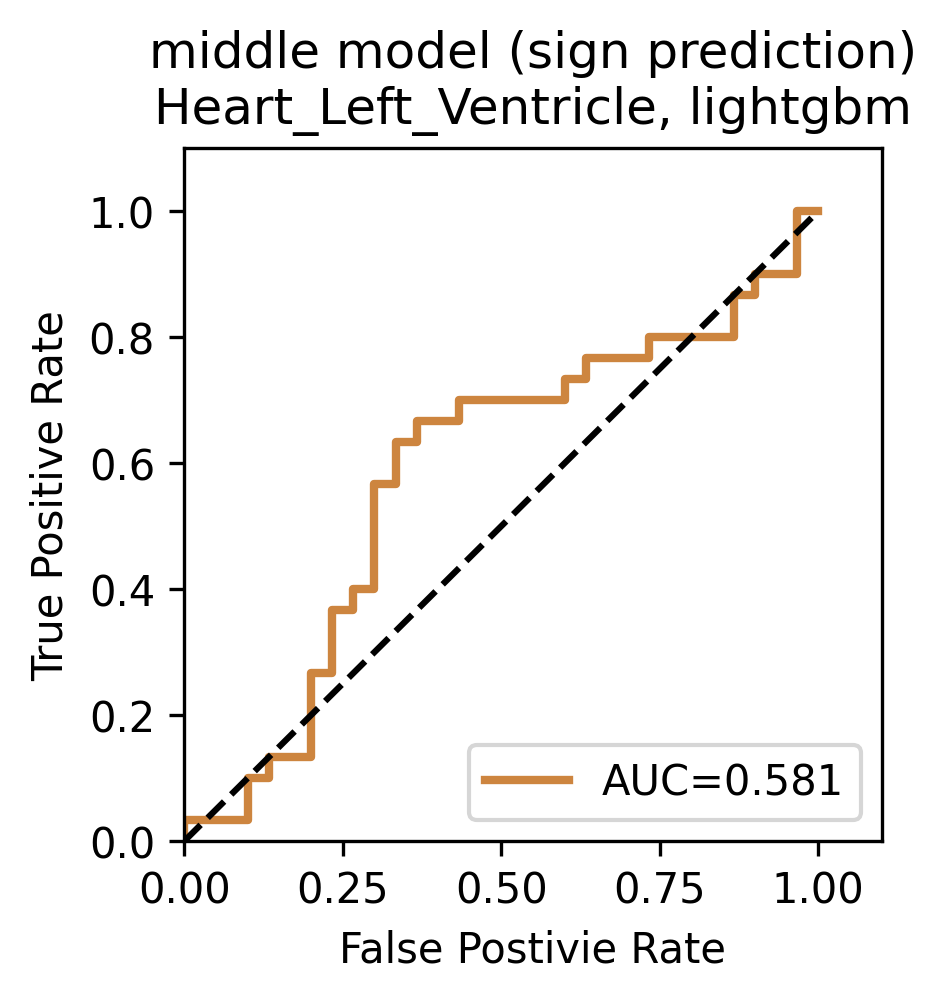 middle model (sign prediction)
Heart_Left_Ventricle, lightgbm
True Positive Rate
1.0
0.8
0.6
0.4
0.2
0.0
AUC=0.581
0.00 0.25 0.50 0.75 1.00
False Postivie Rate